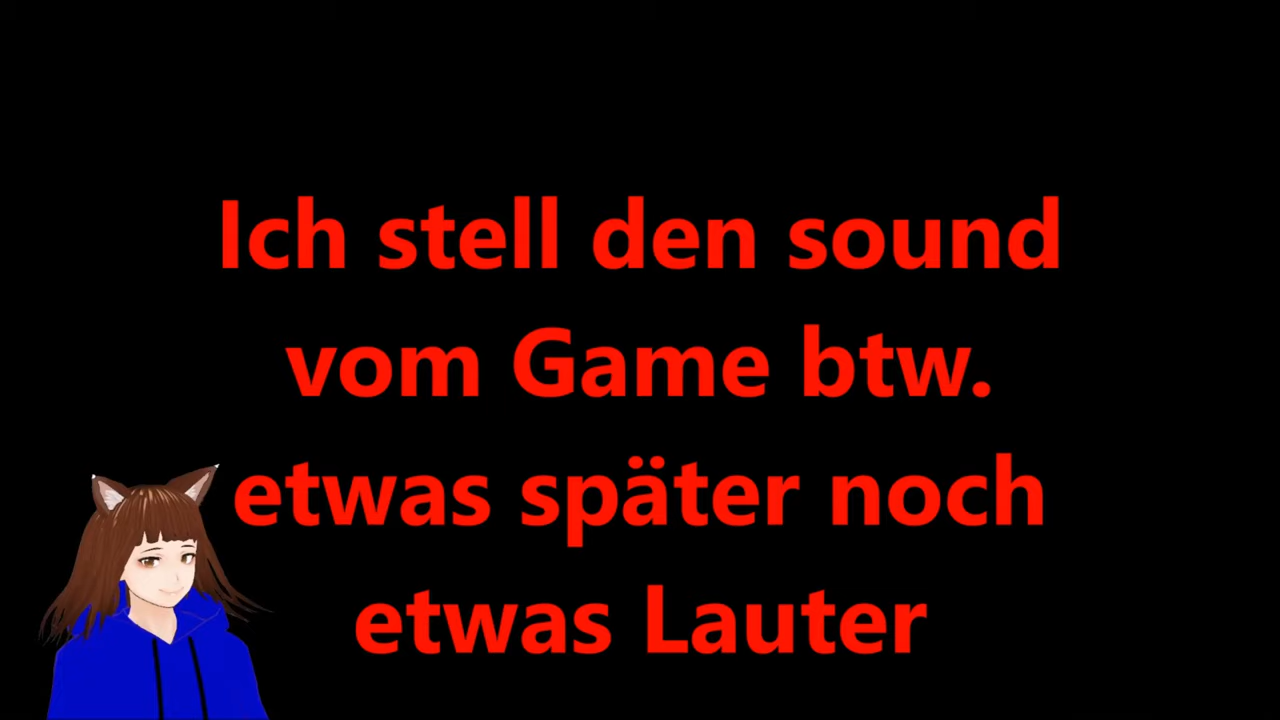 Ich stell den sound
vom Game btw.
etwas später noch
etwas Lauter